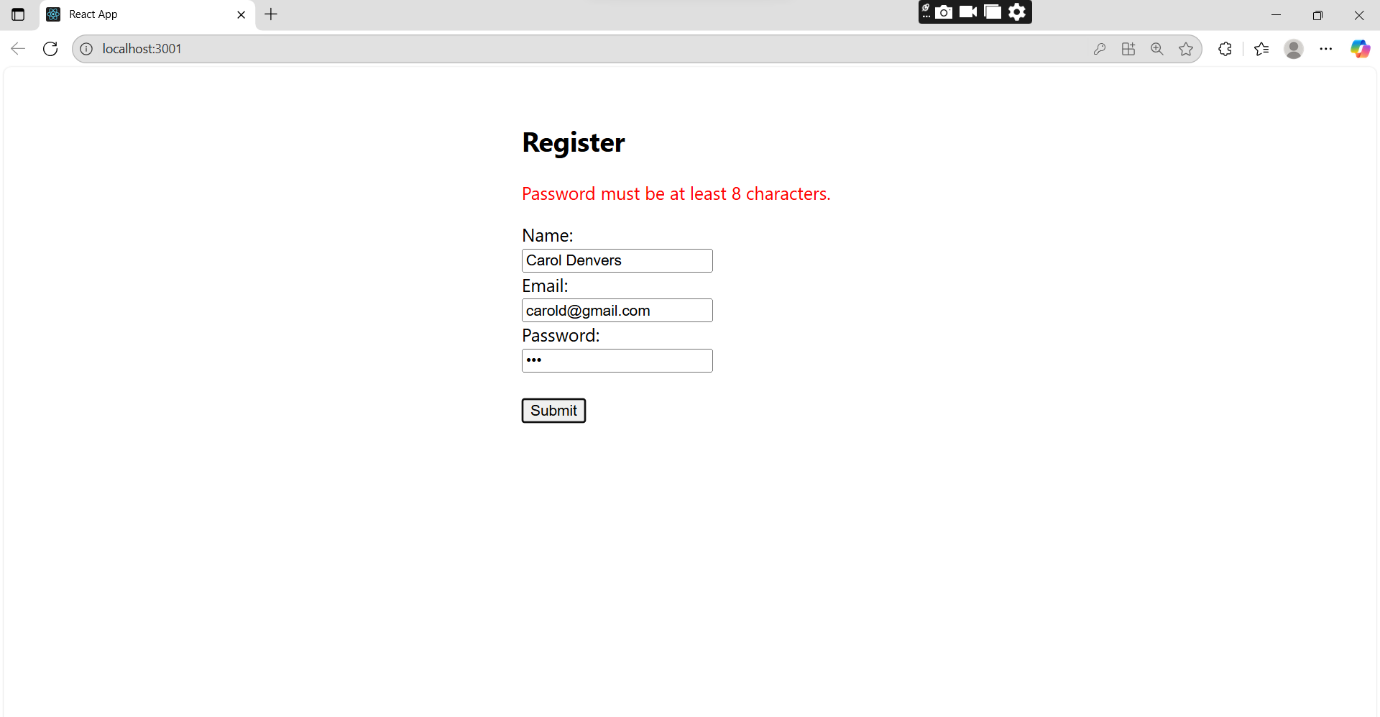 React App
localhost:3001
Register
Password must be at least 8 characters.
Name:
Carol Denvers
Email:
carold@gmail.com
Password:
•••
Submit